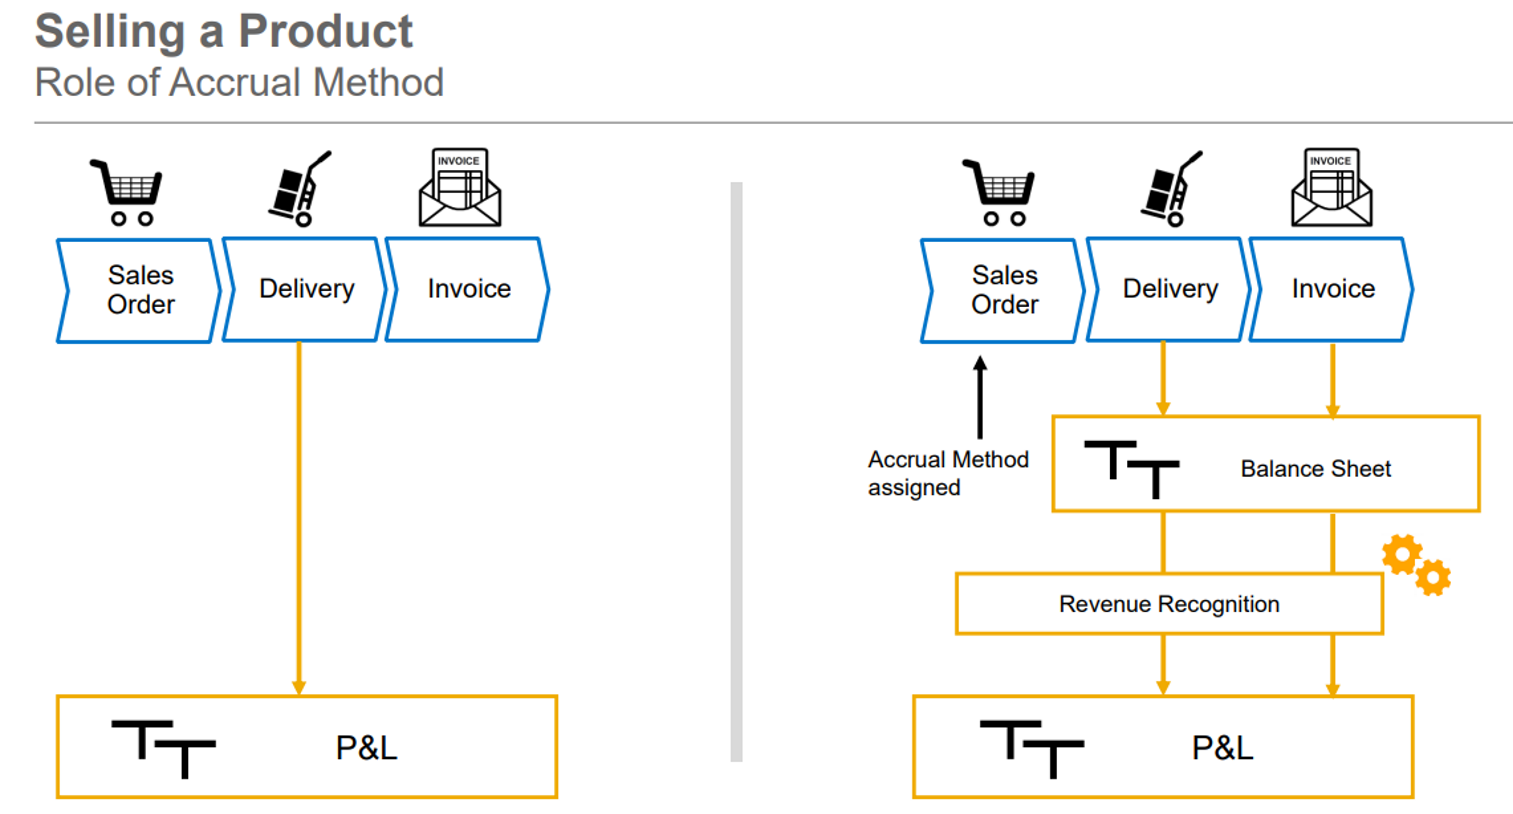 Selling a Product
Role of Accrual Method
INVOICE
Sales
Order
Delivery
Invoice
P&L
INVOICE
Sales
Order
Delivery
Invoice
Accrual Method
assigned
Balance Sheet
Revenue Recognition
P&L